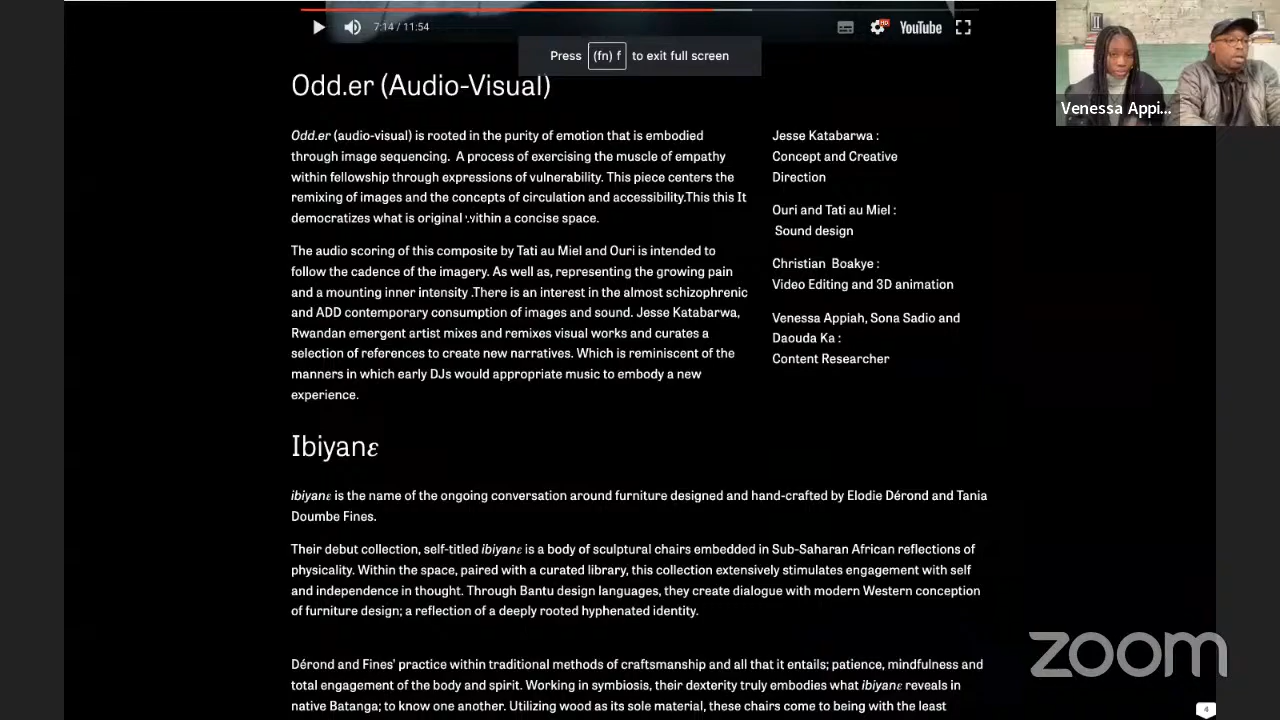 7:14 / 11:54
HD
YouTube
Press (fn) f to exit full screen
Venessa Appi...
Odd.er (Audio-Visual)
Odd.er (audio-visual) is rooted in the purity of emotion that is embodied
through image sequencing. A process of exercising the muscle of empathy
within fellowship through expressions of vulnerability. This piece centers the
remixing of images and the concepts of circulation and accessibility.This this It
democratizes what is original within a concise space.
The audio scoring of this composite by Tati au Miel and Ouri is intended to
follow the cadence of the imagery. As well as, representing the growing pain
and a mounting inner intensity .There is an interest in the almost schizophrenic
and ADD contemporary consumption of images and sound. Jesse Katabarwa,
Rwandan emergent artist mixes and remixes visual works and curates a
selection of references to create new narratives. Which is reminiscent of the
manners in which early DJs would appropriate music to embody a new
experience.
Jesse Katabarwa :
Concept and Creative
Direction
Ouri and Tati au Miel :
Sound design
Christian Boakye :
Video Editing and 3D animation
Venessa Appiah, Sona Sadio and
Daouda Ka :
Content Researcher
Ibiyanɛ
ibiyanɛ is the name of the ongoing conversation around furniture designed and hand-crafted by Elodie Dérond and Tania
Doumbe Fines.
Their debut collection, self-titled ibiyanɛ is a body of sculptural chairs embedded in Sub-Saharan African reflections of
physicality. Within the space, paired with a curated library, this collection extensively stimulates engagement with self
and independence in thought. Through Bantu design languages, they create dialogue with modern Western conception
of furniture design; a reflection of a deeply rooted hyphenated identity.
Dérond and Fines' practice within traditional methods of craftsmanship and all that it entails; patience, mindfulness and
total engagement of the body and spirit. Working in symbiosis, their dexterity truly embodies what ibiyanɛ reveals in
native Batanga; to know one another. Utilizing wood as its sole material, these chairs come to being with the least
zoom
4